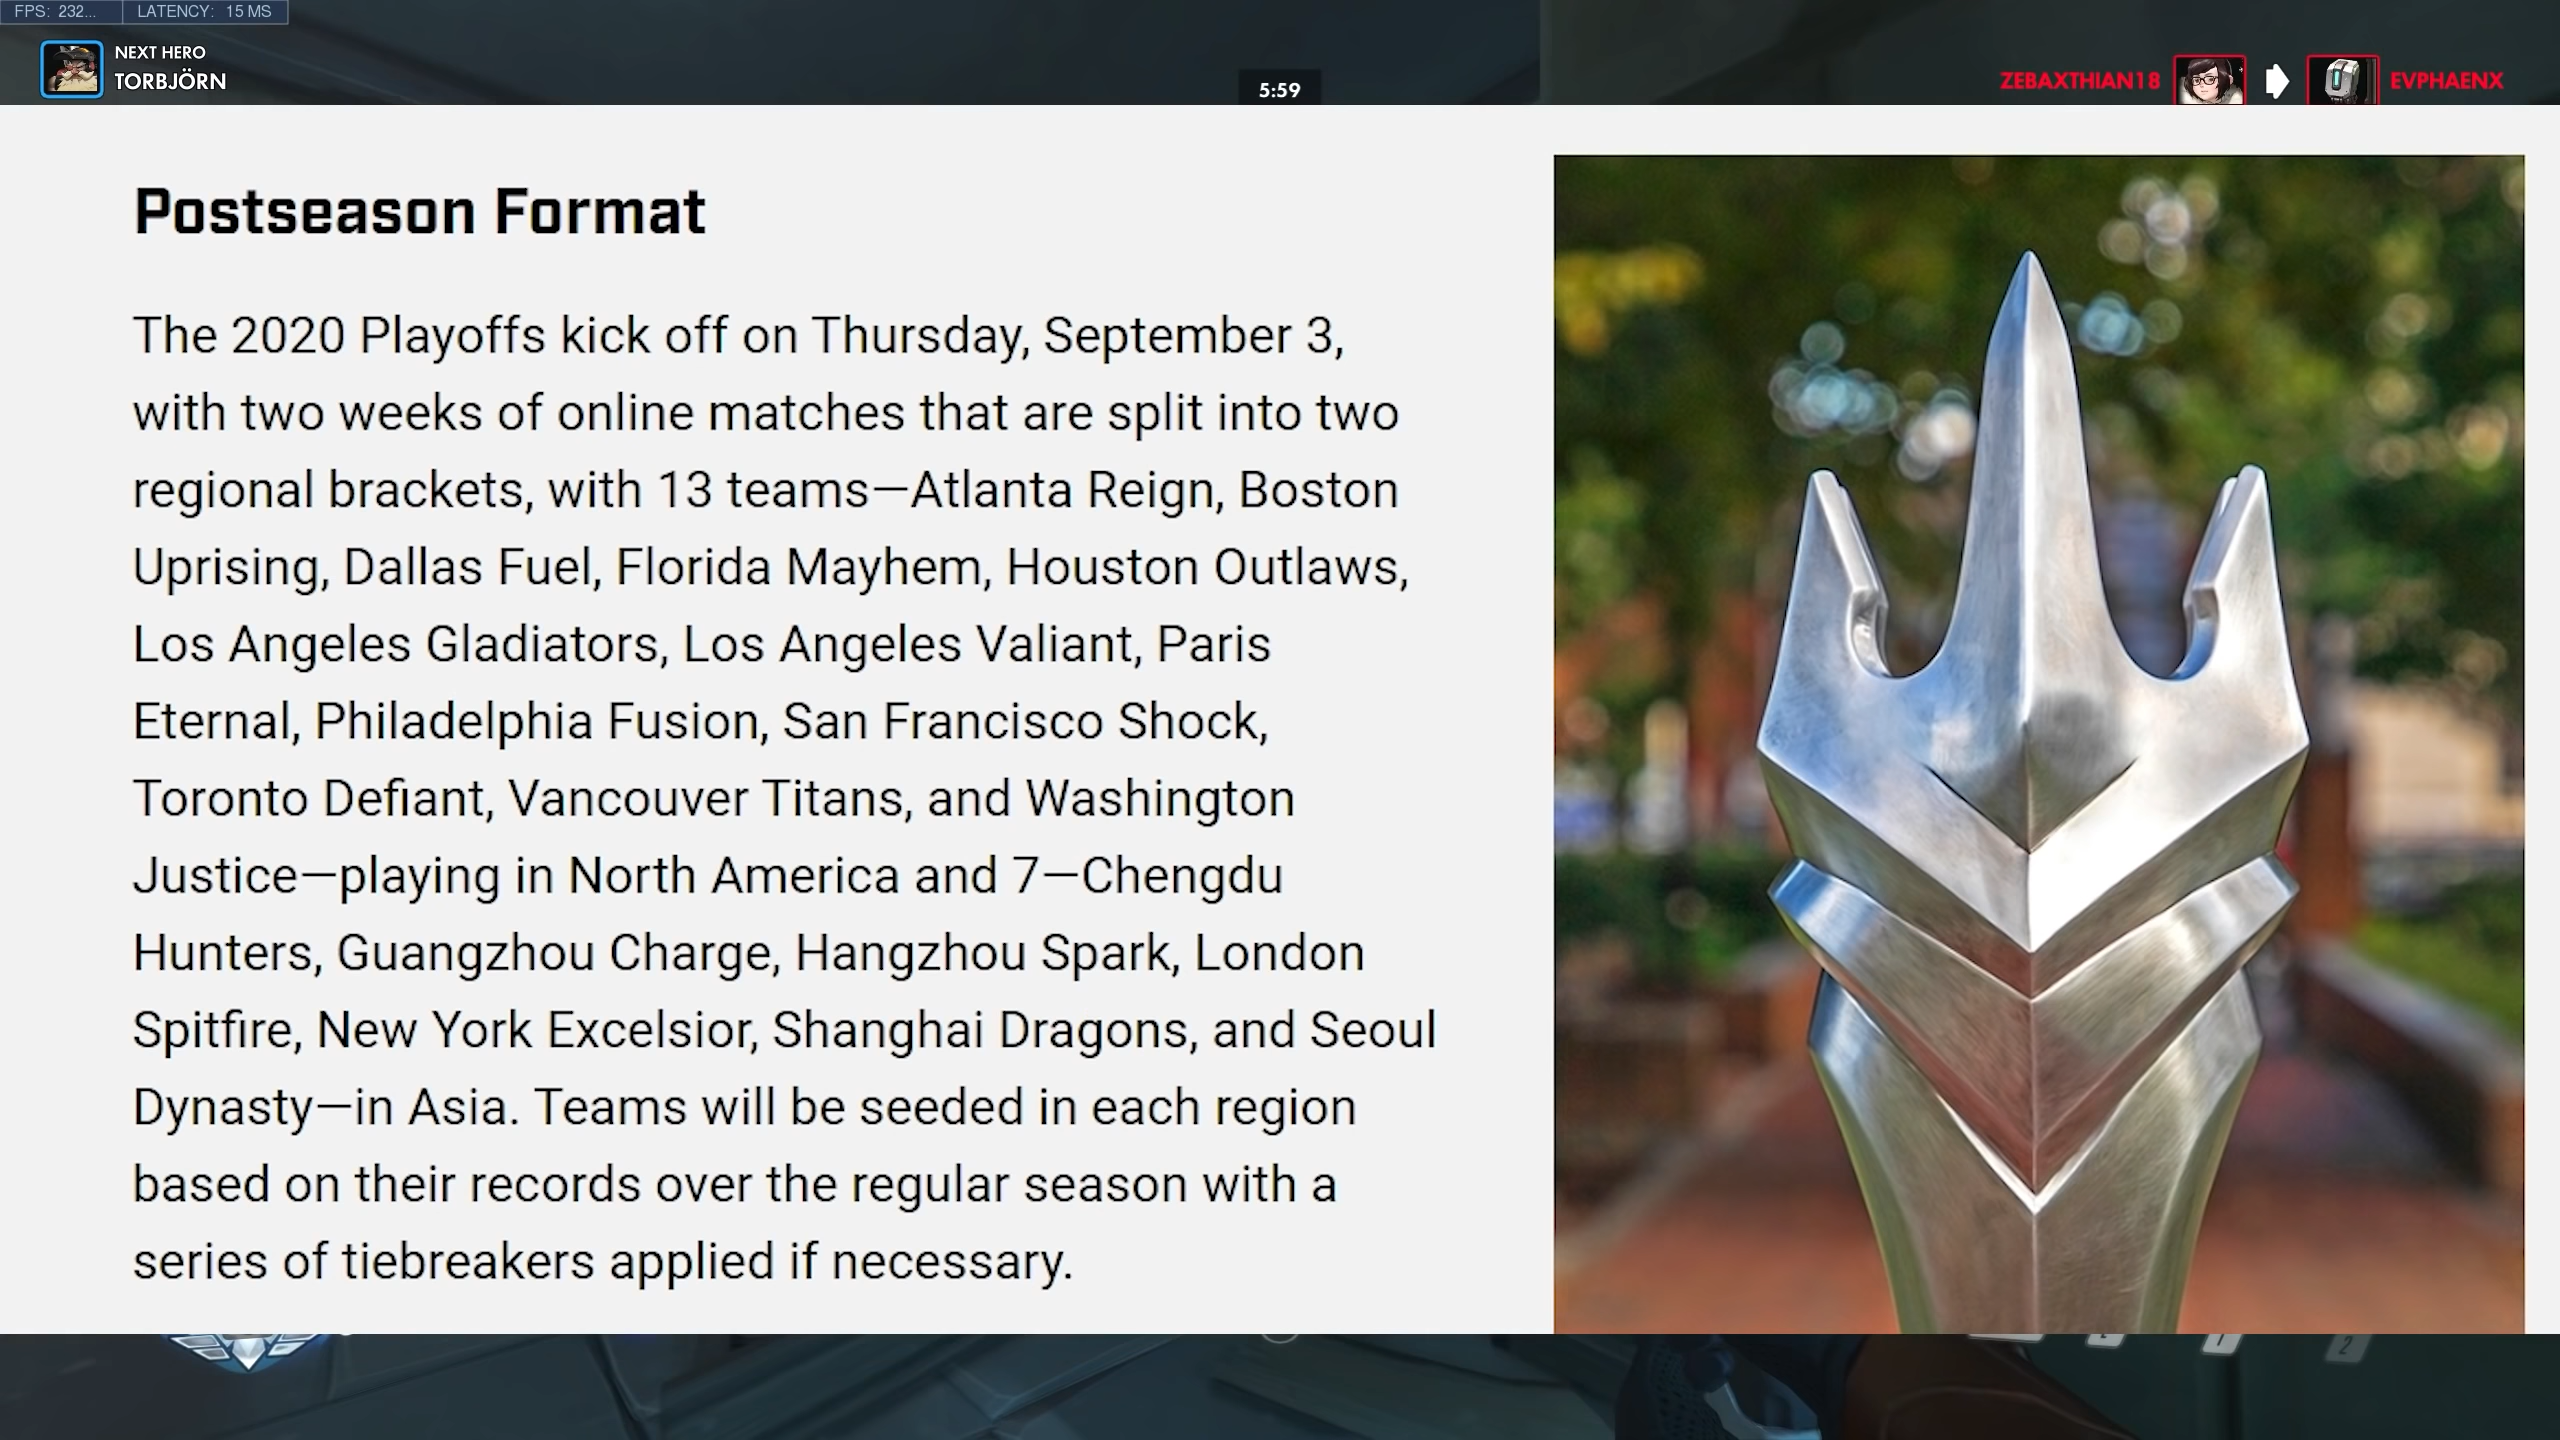 FPS: 232... LATENCY: 15 MS
NEXT HERO
TORBJÖRN
5:59
ZEBAXTHIAN18 EVPHAENX
Postseason Format
The 2020 Playoffs kick off on Thursday, September 3,
with two weeks of online matches that are split into two
regional brackets, with 13 teams—Atlanta Reign, Boston
Uprising, Dallas Fuel, Florida Mayhem, Houston Outlaws,
Los Angeles Gladiators, Los Angeles Valiant, Paris
Eternal, Philadelphia Fusion, San Francisco Shock,
Toronto Defiant, Vancouver Titans, and Washington
Justice—playing in North America and 7—Chengdu
Hunters, Guangzhou Charge, Hangzhou Spark, London
Spitfire, New York Excelsior, Shanghai Dragons, and Seoul
Dynasty—in Asia. Teams will be seeded in each region
based on their records over the regular season with a
series of tiebreakers applied if necessary.
2